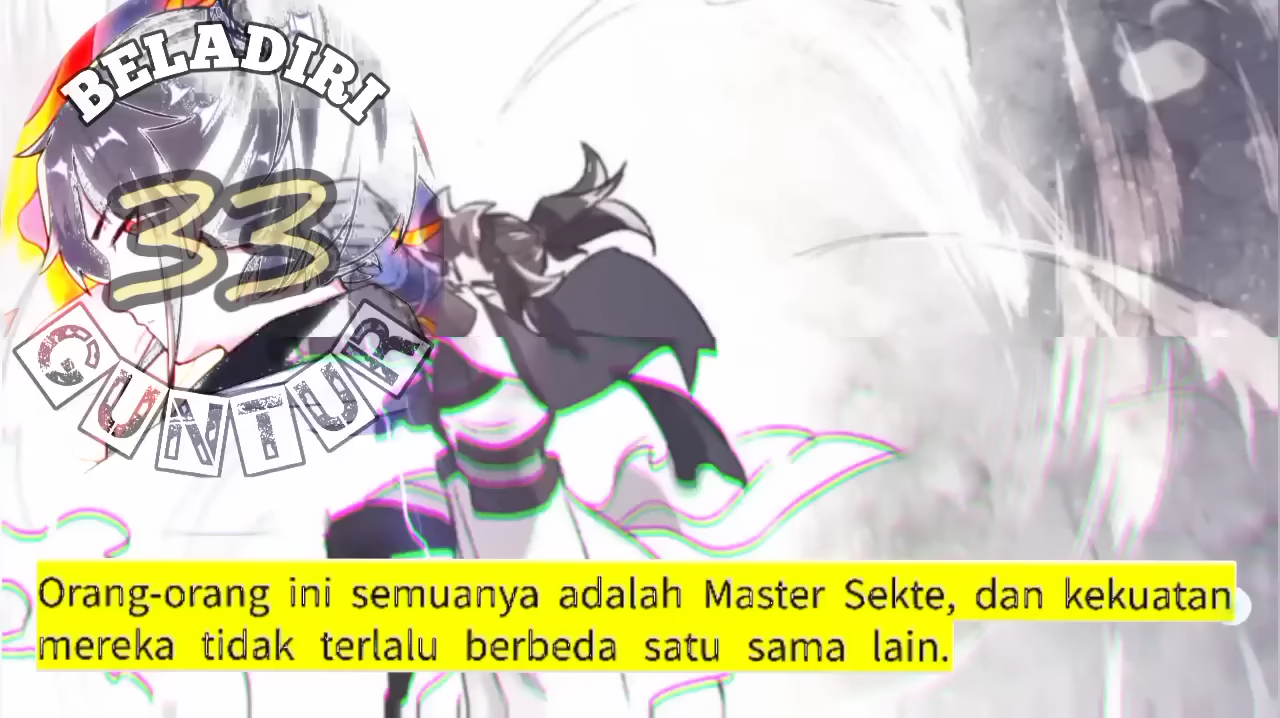 BELADIRI
33
GUNTUR
Orang-orang ini semuanya adalah Master Sekte, dan kekuatan
mereka tidak terlalu berbeda satu sama lain.